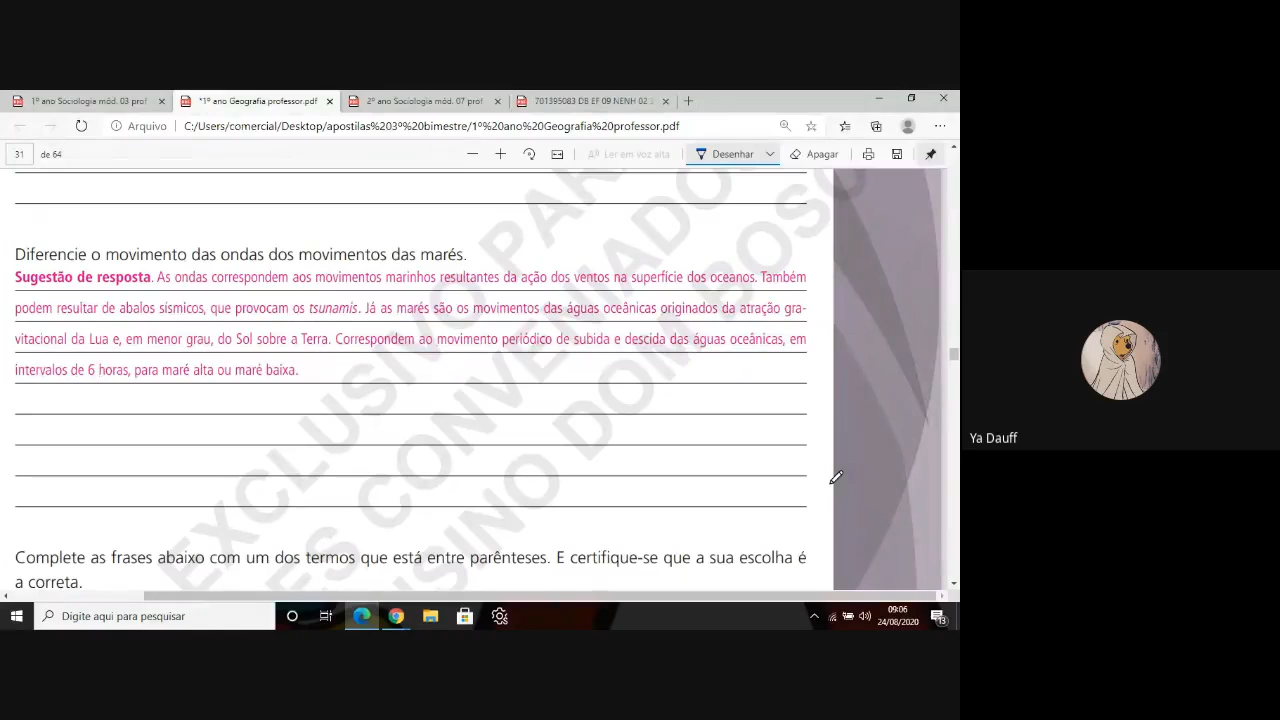 1º ano Sociologia mód. 03 prof
*1º ano Geografia professor.pdf
2º ano Sociologia mód. 07 prof
701395083 DB EF 09 NENH 02
Arquivo
C:/Users/comercial/Desktop/apostilas%203º%20bimestre/1º%20ano%20Geografia%20professor.pdf
31 de 64
Ler em voz alta
Desenhar
Apagar
Diferencie o movimento das ondas dos movimentos das marés.
Sugestão de resposta. As ondas correspondem aos movimentos marinhos resultantes da ação dos ventos na superfície dos oceanos. Também
podem resultar de abalos sísmicos, que provocam os tsunamis. Já as marés são os movimentos das águas oceânicas originados da atração gra-
vitacional da Lua e, em menor grau, do Sol sobre a Terra. Correspondem ao movimento periódico de subida e descida das águas oceânicas, em
intervalos de 6 horas, para maré alta ou maré baixa.
EXCLUSIVO PAR
ES CONVENIADOS
SINO DOM BOSCO
Complete as frases abaixo com um dos termos que está entre parênteses. E certifique-se que a sua escolha é
a correta.
Digite aqui para pesquisar
09:06
24/08/2020
13
Ya Dauff